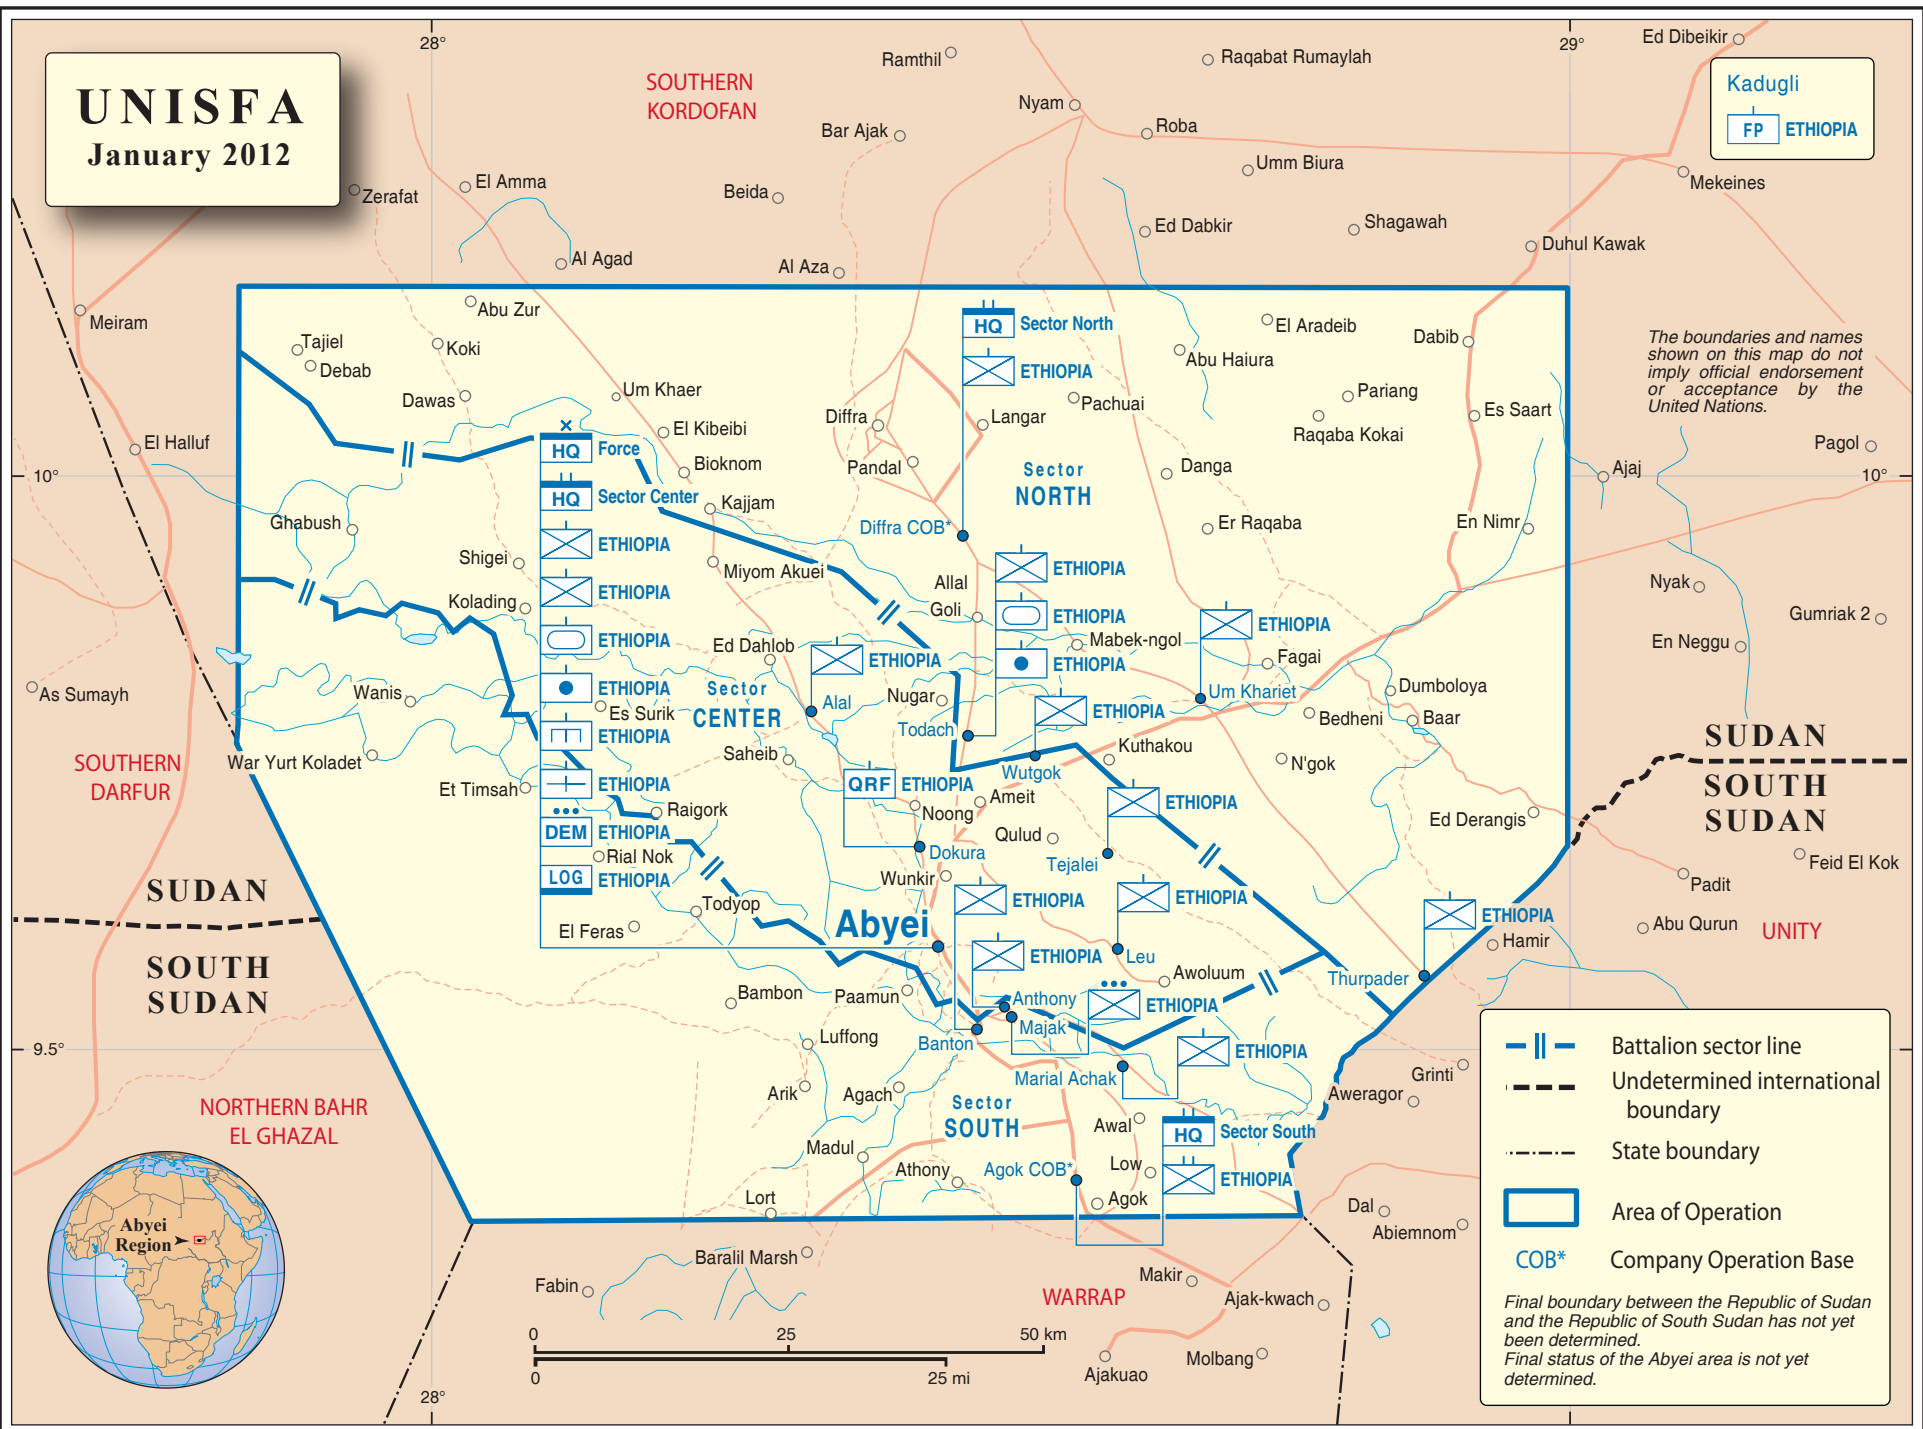 UNISFA
January 2012
28°
29°
Ed Dibeikir
Ramthil
Raqabat Rumaylah
SOUTHERN
KORDOFAN
Kadugli
FP ETHIOPIA
Nyam
Bar Ajak
Roba
Umm Biura
Mekeines
Zerafat
El Amma
Beida
Ed Dabkir
Shagawah
Duhul Kawak
Al Agad
Al Aza
Meiram
Abu Zur
HQ Sector North
El Aradeib
Dabib
Tajiel
Debab
Koki
ETHIOPIA
Abu Haiura
The boundaries and names
shown on this map do not
imply official endorsement
or acceptance by the
United Nations.
Dawas
Um Khaer
Pachuai
Pariang
Es Saart
Diffra
Langar
Raqaba Kokai
El Halluf
El Kibeibi
Pagol
HQ Force
Bioknom
Pandal
Sector
NORTH
Danga
Ajaj
10°
10°
HQ Sector Center
Kajjam
Ghabush
Diffra COB*
Er Raqaba
En Nimr
ETHIOPIA
Shigei
Miyom Akuei
ETHIOPIA
Allal
Nyak
ETHIOPIA
Kolading
Goli
ETHIOPIA
ETHIOPIA
Gumriak 2
ETHIOPIA
Ed Dahlob
ETHIOPIA
Mabek-ngol
En Neggu
ETHIOPIA
Fagai
As Sumayh
Wanis
ETHIOPIA
Sector
CENTER
Nugar
Um Khariet
Dumboloya
Es Surik
Alal
ETHIOPIA
Bedheni
Baar
ETHIOPIA
Todach
SUDAN
SOUTH
SUDAN
War Yurt Koladet
Saheib
Kuthakou
SOUTHERN
DARFUR
Wutgok
N'gok
Et Timsah
ETHIOPIA
QRF ETHIOPIA
Ameit
ETHIOPIA
Raigork
Noong
Ed Derangis
DEM ETHIOPIA
Qulud
Rial Nok
Dokura
Tejalei
Feid El Kok
LOG ETHIOPIA
Wunkir
Padit
SUDAN
Todyop
ETHIOPIA
ETHIOPIA
ETHIOPIA
El Feras
Abyei
Abu Qurun
UNITY
Hamir
ETHIOPIA
Leu
SOUTH
SUDAN
Awoluum
Thurpader
Bambon
Paamun
Anthony
ETHIOPIA
Majak
Luffong
Banton
9.5°
ETHIOPIA
Marial Achak
Grinti
Arik
Agach
Aweragor
NORTHERN BAHR
EL GHAZAL
Sector
SOUTH
Awal
HQ Sector South
Madul
Athony
Agok COB*
Low
ETHIOPIA
Lort
Agok
Dal
Abiemnom
Abyei
Region
Baralil Marsh
Fabin
Makir
WARRAP
Ajak-kwach
0 25 50 km
0 25 mi
Ajakuao
Molbang
28°
Battalion sector line
Undetermined international
boundary
State boundary
Area of Operation
COB* Company Operation Base
Final boundary between the Republic of Sudan
and the Republic of South Sudan has not yet
been determined.
Final status of the Abyei area is not yet
determined.